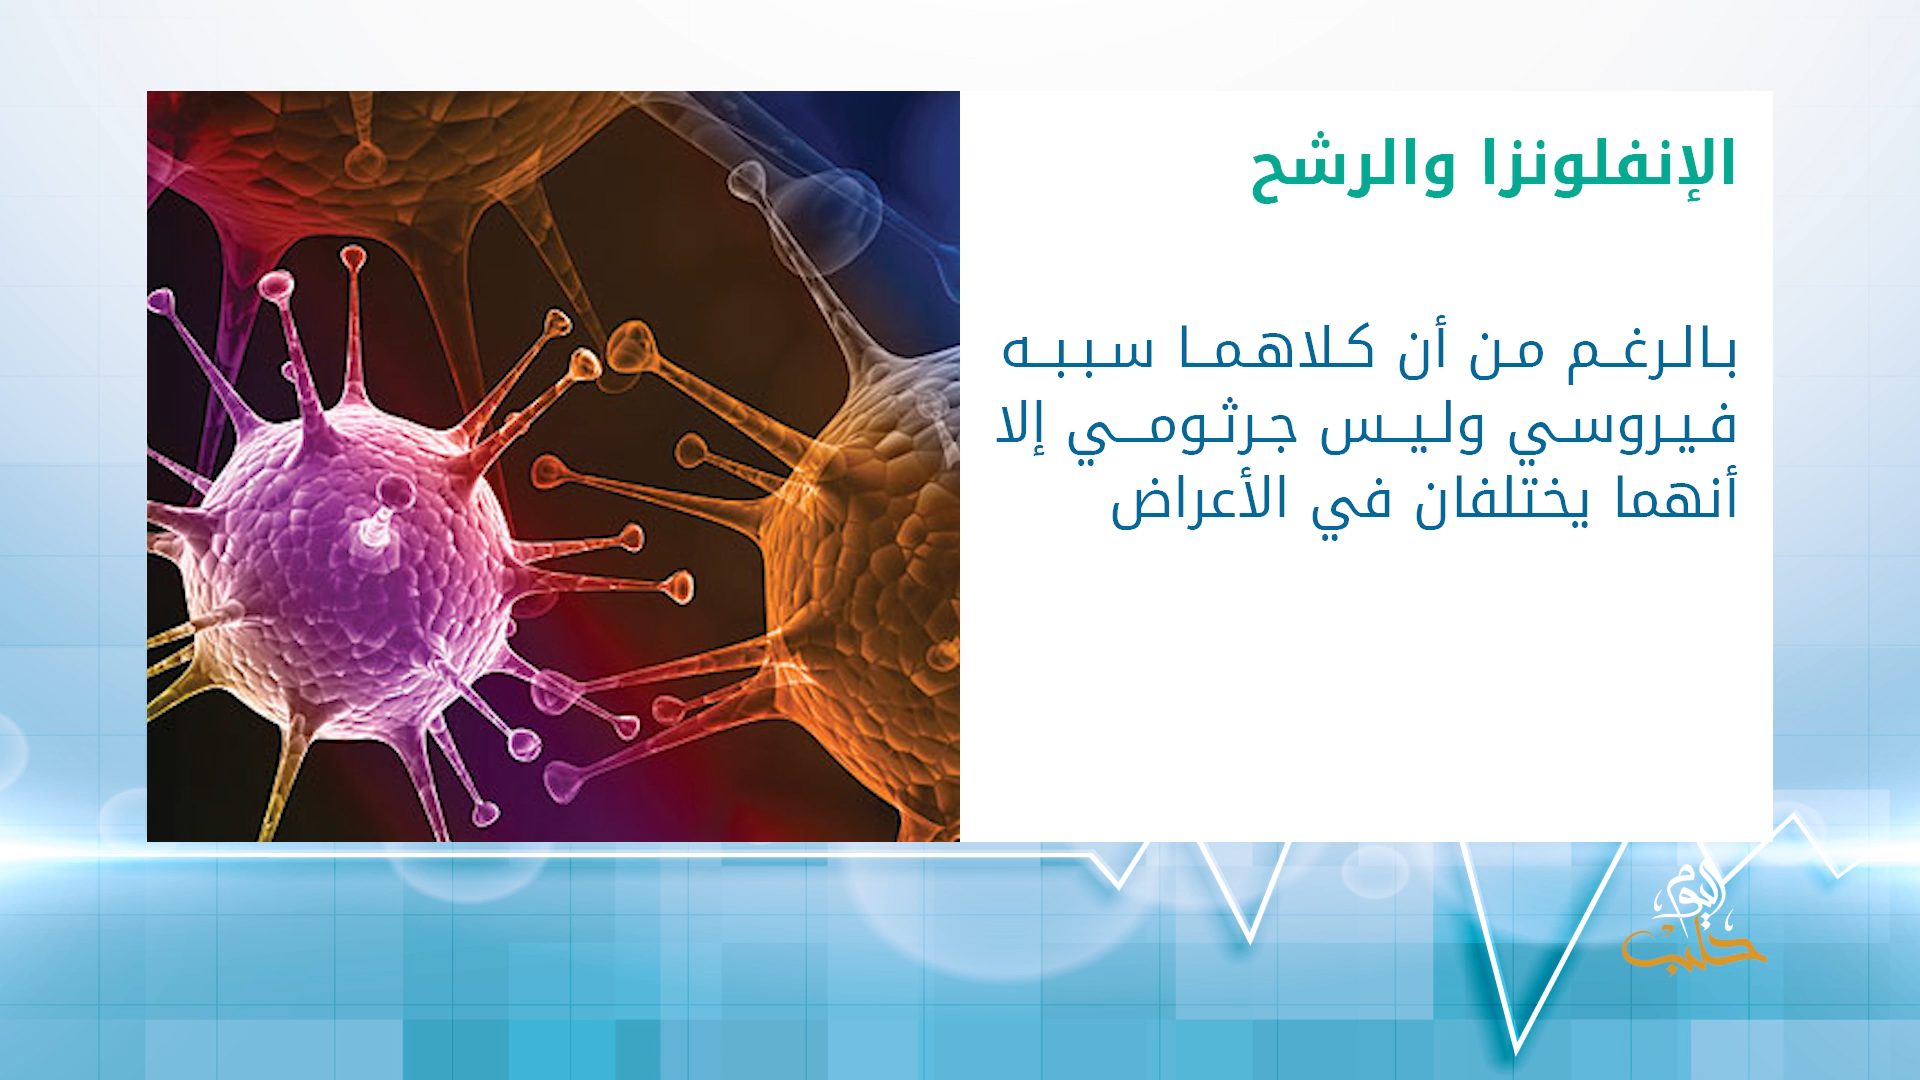 الإنفلونزا والرشح
بالرغم من أن كلاهما سببه
فيروسي وليس جرثومي إلا
أنهما يختلفان في الأعراض
حلب اليوم